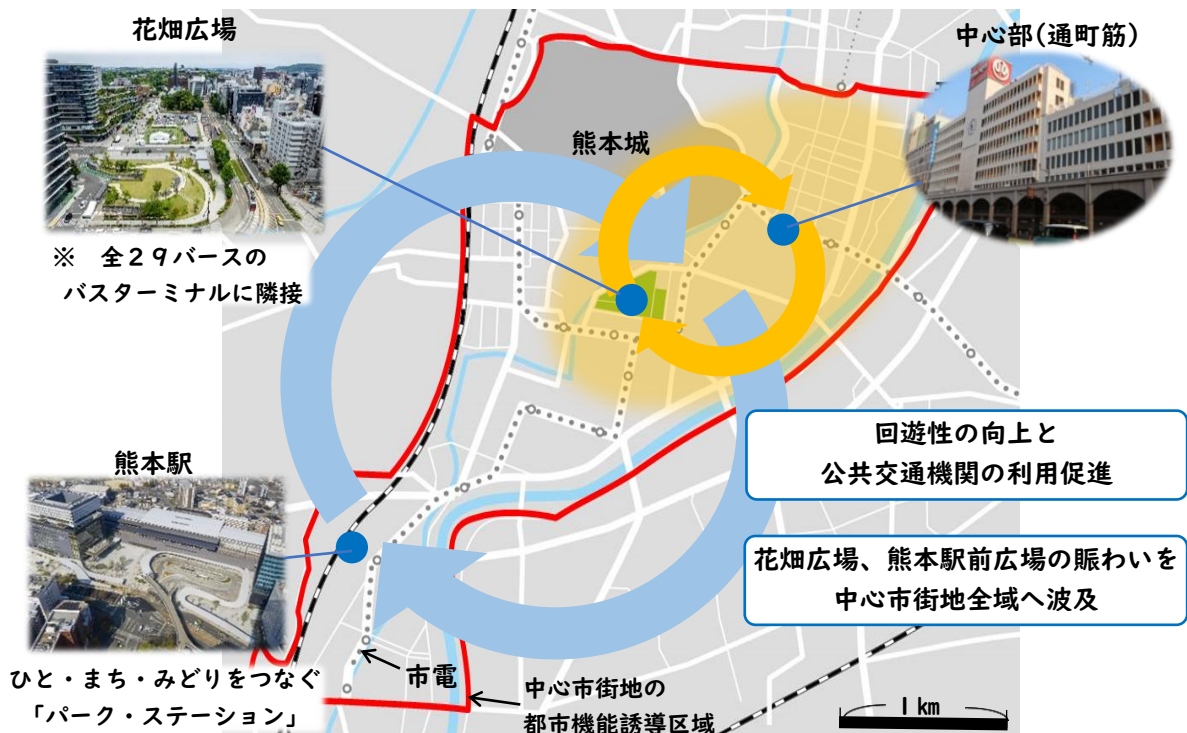 花畑広場
中心部(通町筋)
熊本城
※ 全29バースの
バスターミナルに隣接
回遊性の向上と
公共交通機関の利用促進
熊本駅
花畑広場、熊本駅前広場の賑わいを
中心市街地全域へ波及
ひと・まち・みどりをつなぐ
「パーク・ステーション」
市電
中心市街地の
都市機能誘導区域
1km